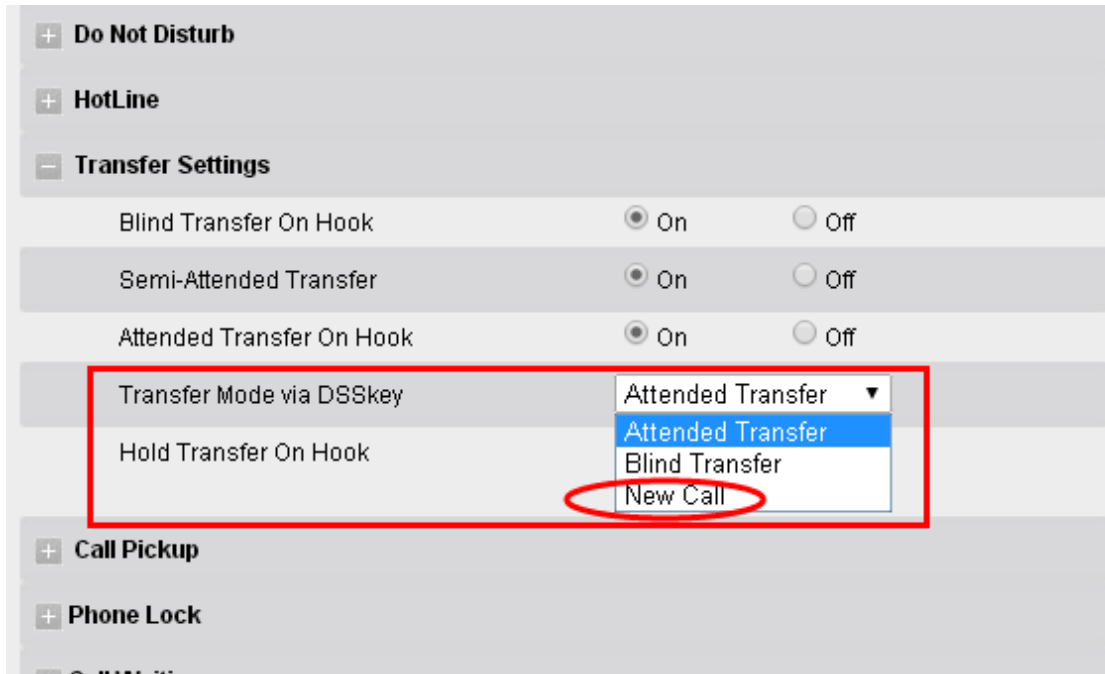 Do Not Disturb
HotLine
Transfer Settings
Blind Transfer On Hook On Off
Semi-Attended Transfer On Off
Attended Transfer On Hook On Off
Transfer Mode via DSSkey Attended Transfer
Attended Transfer
Hold Transfer On Hook Blind Transfer
New Call
Call Pickup
Phone Lock